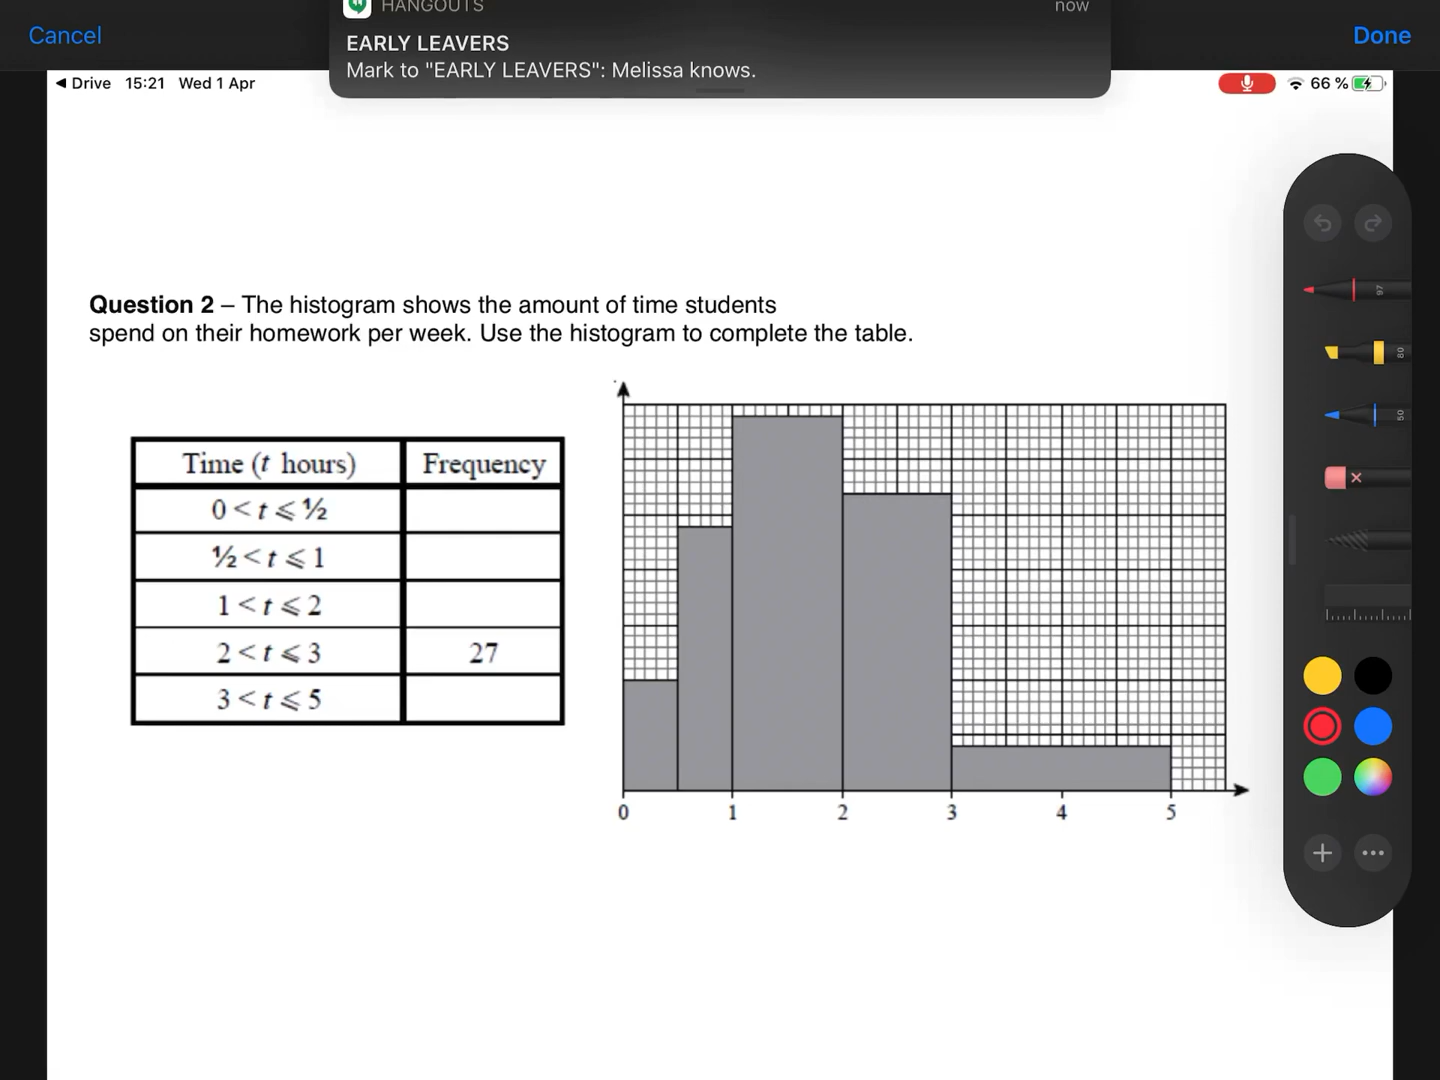 HANGOUTS now
Cancel
EARLY LEAVERS
Mark to "EARLY LEAVERS": Melissa knows.
Done
Drive 15:21 Wed 1 Apr
66 %
Question 2 – The histogram shows the amount of time students
spend on their homework per week. Use the histogram to complete the table.
Time (t hours) Frequency
0 < t ⩽ ½
½ < t ⩽ 1
1 < t ⩽ 2
2 < t ⩽ 3 27
3 < t ⩽ 5
0 1 2 3 4 5
97
80
50